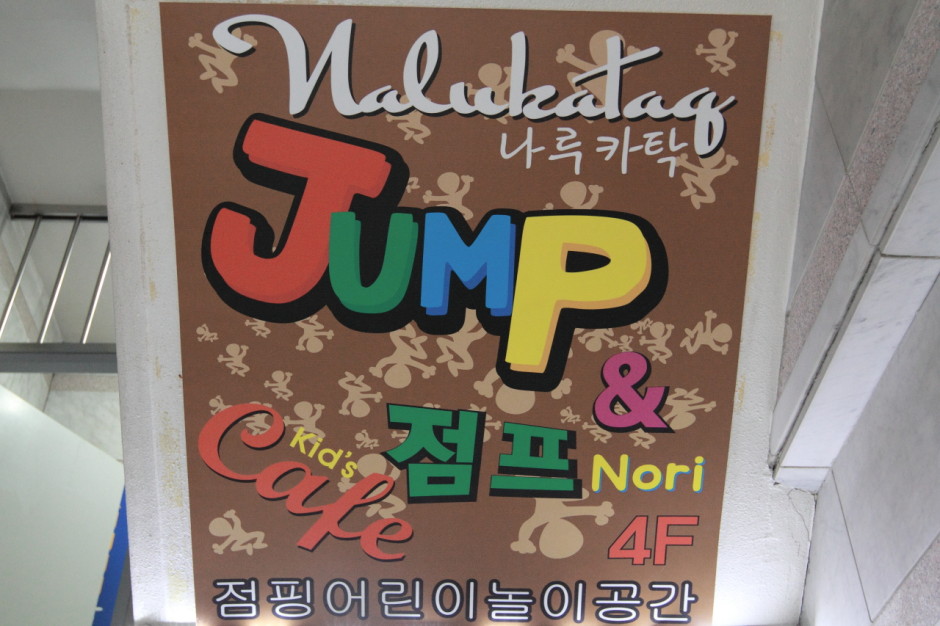 Nalukataq
나루카탁
JUMP
&
Kid's Cafe
점프 Nori
4F
점핑어린이놀이공간